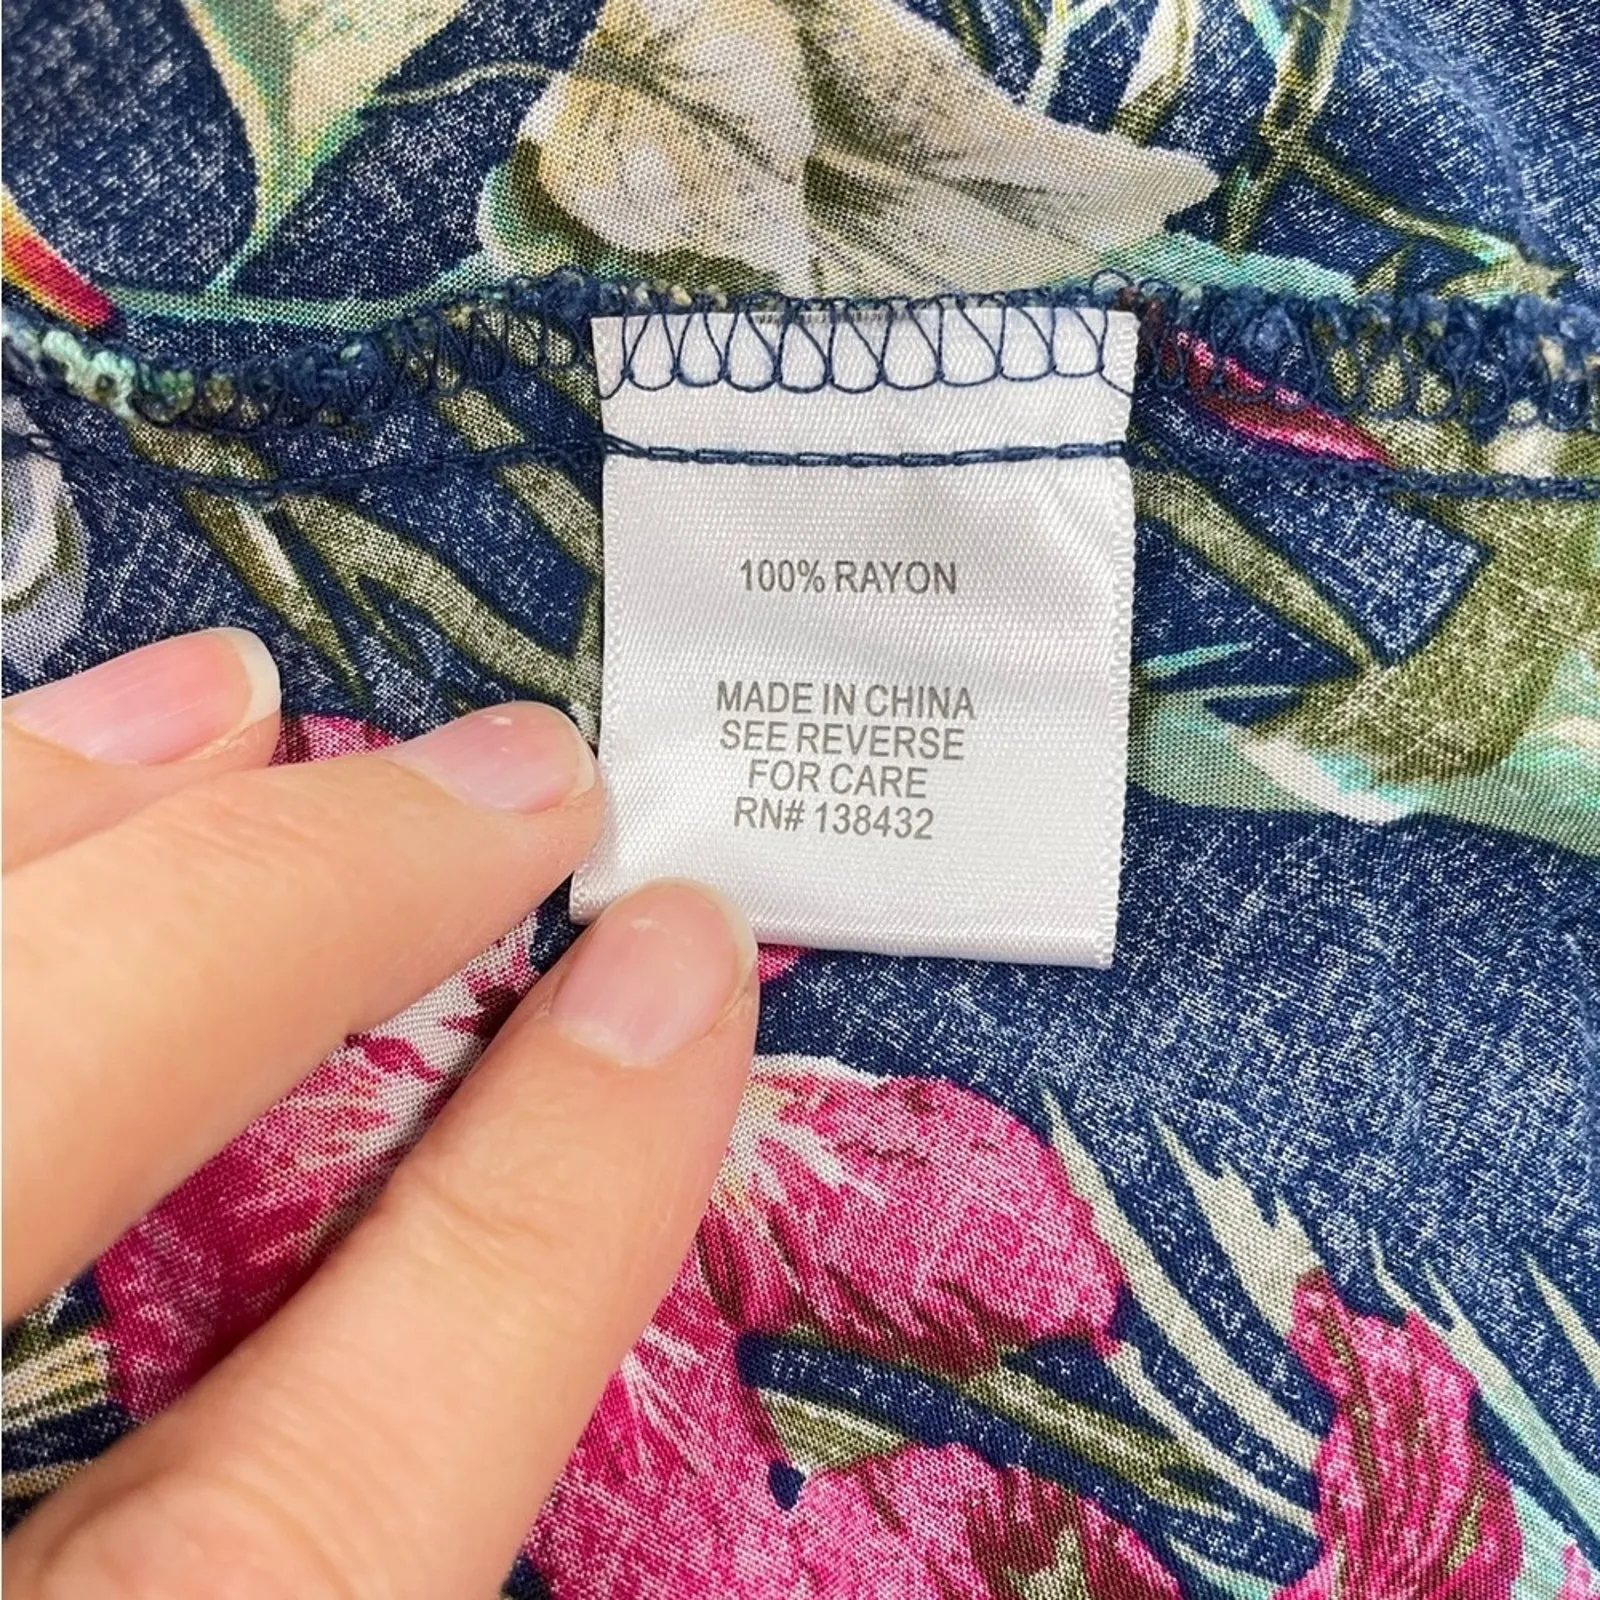 100% RAYON
MADE IN CHINA
SEE REVERSE
FOR CARE
RN# 138432